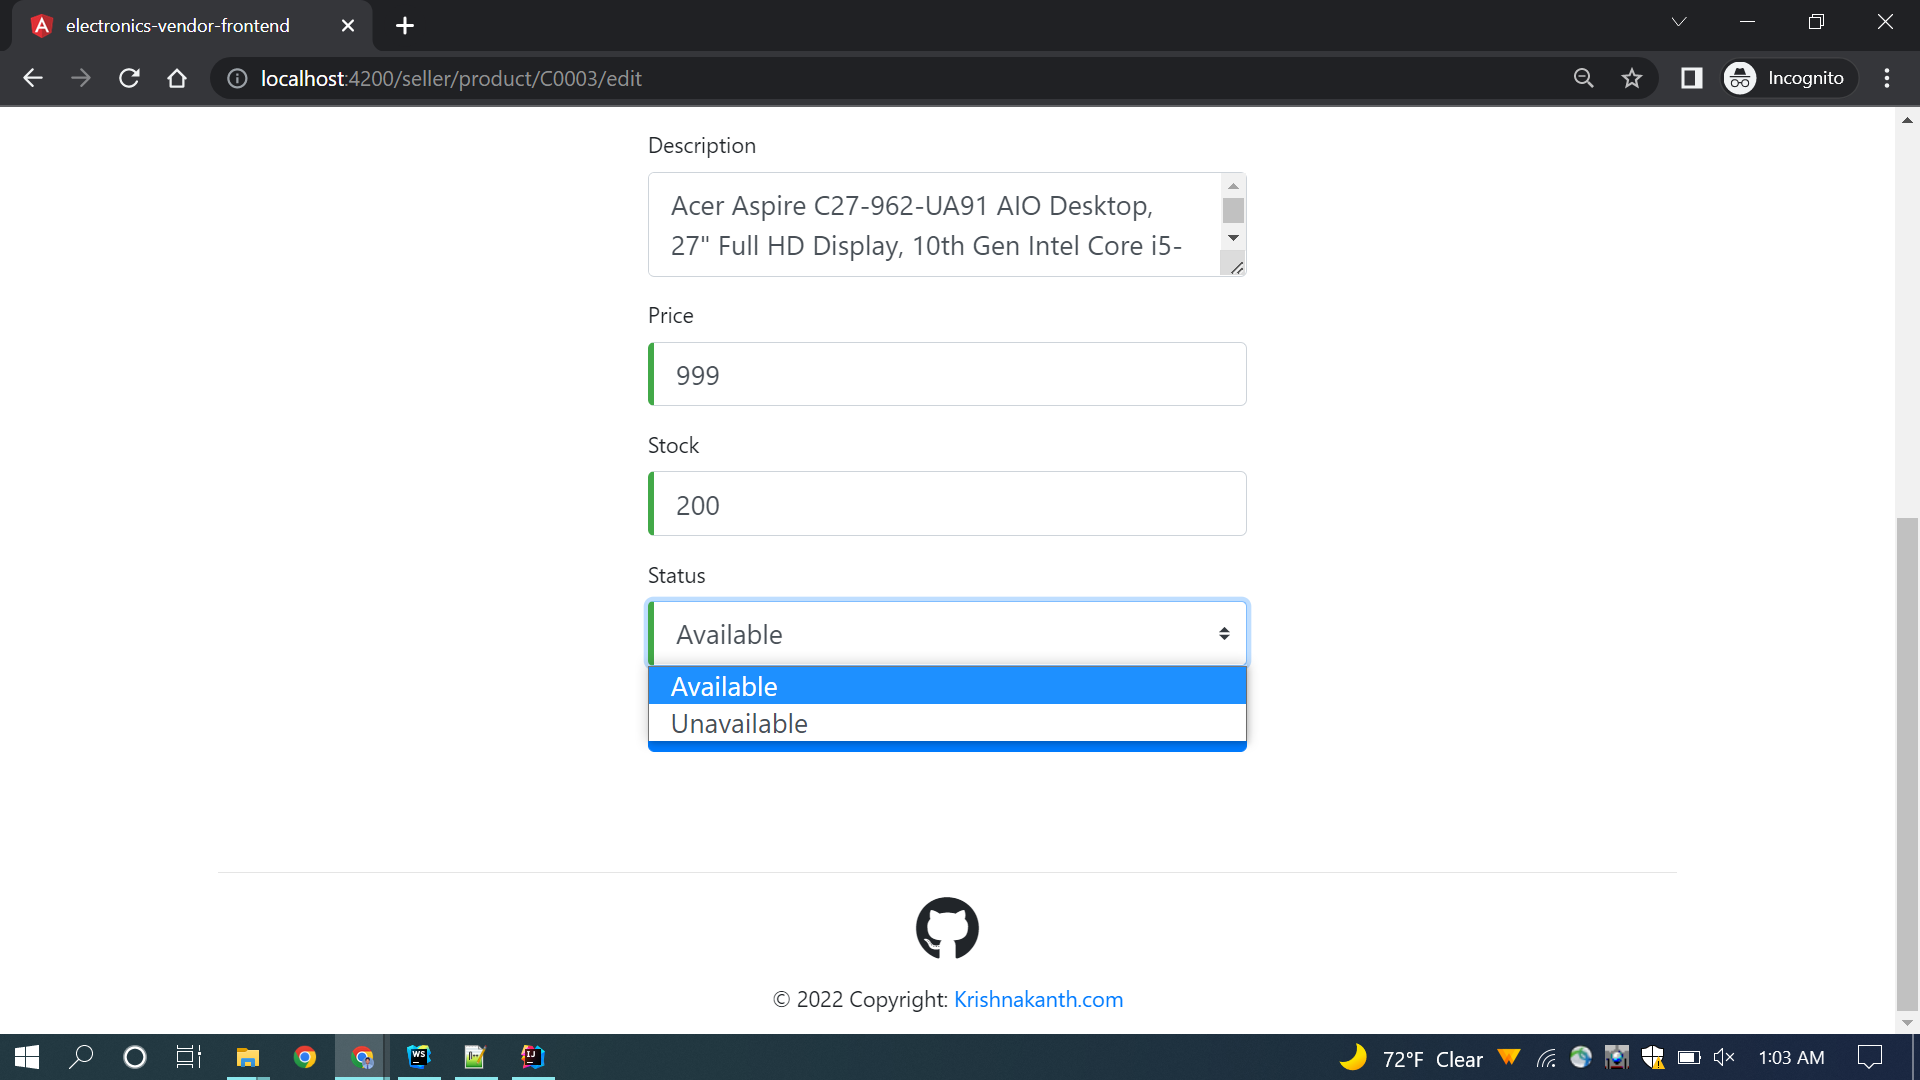 electronics-vendor-frontend
localhost:4200/seller/product/C0003/edit
Incognito
Description
Acer Aspire C27-962-UA91 AIO Desktop,
27" Full HD Display, 10th Gen Intel Core i5-
Price
999
Stock
200
Status
Available
Available
Unavailable
© 2022 Copyright: Krishnakanth.com
WS
IJ
72°F Clear
1:03 AM